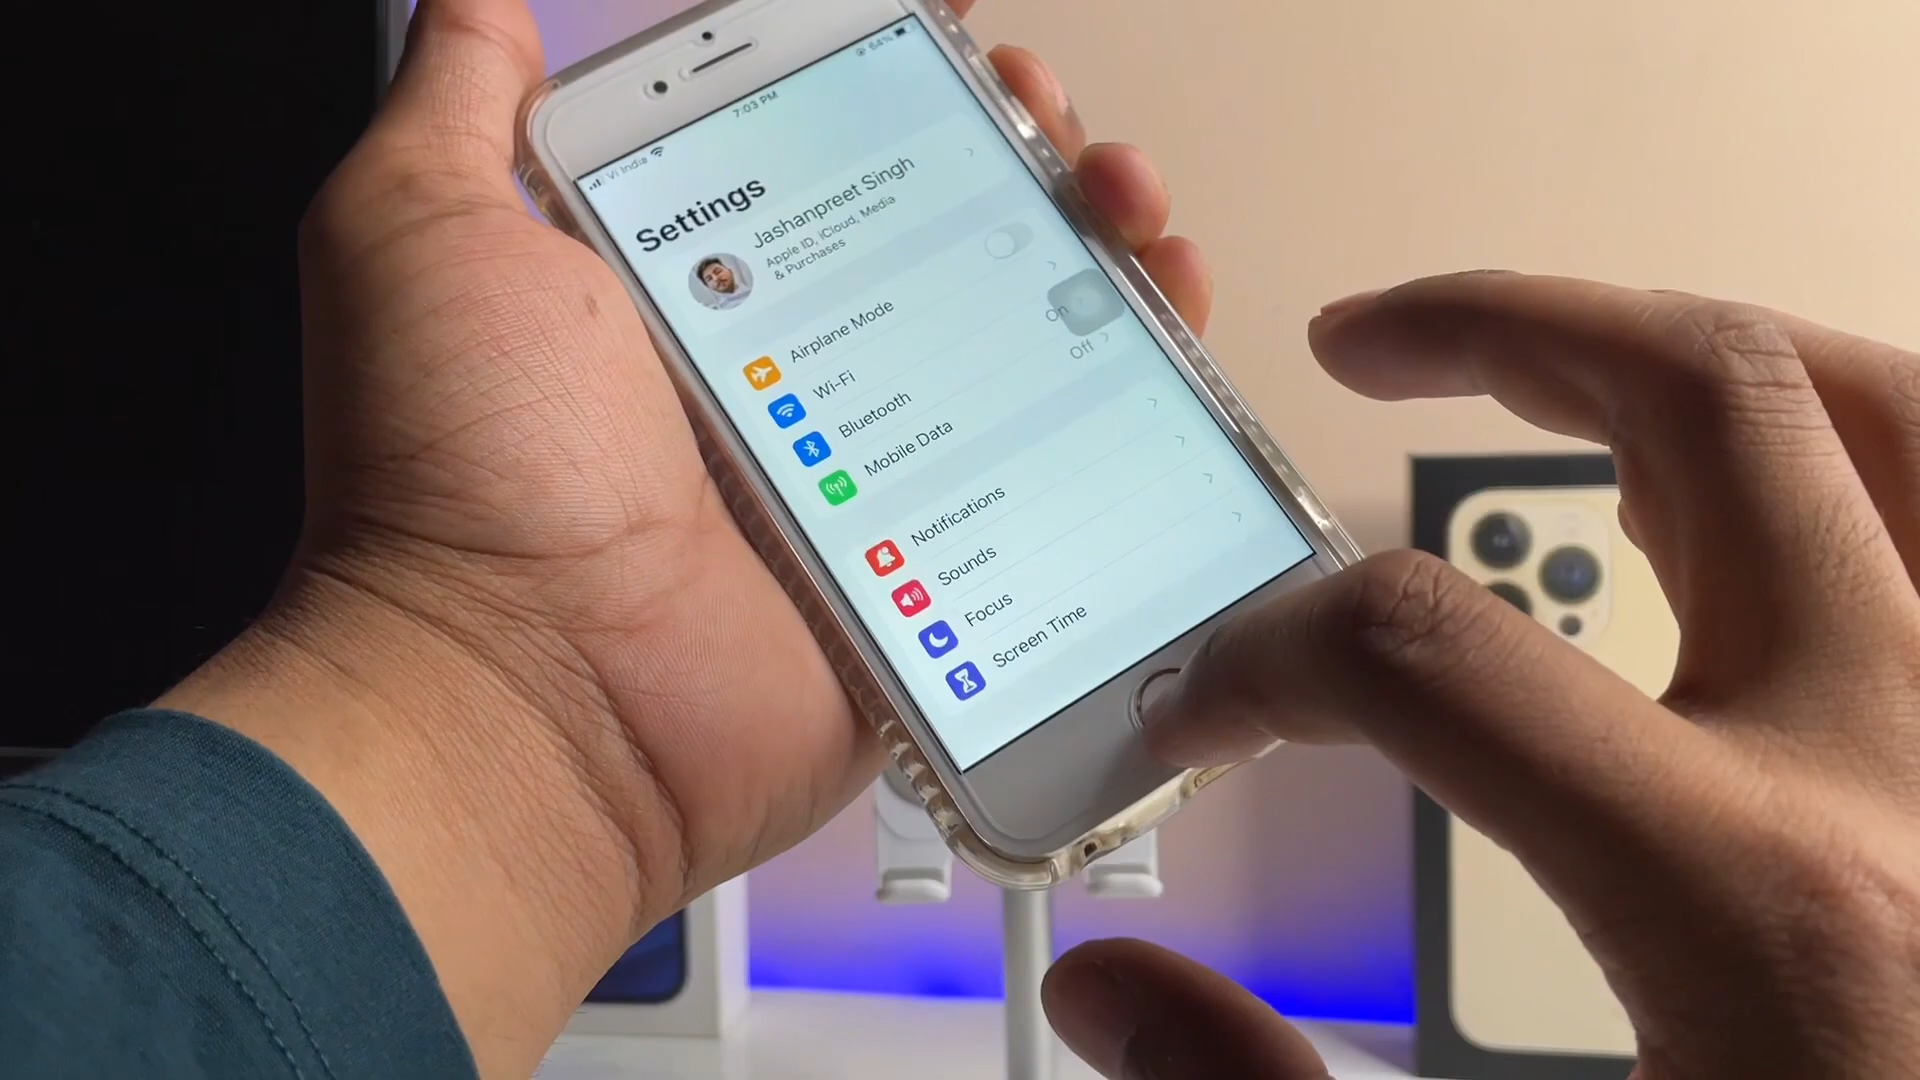 Vi India
7:03 PM
64%
Settings
Jashanpreet Singh
Apple ID, iCloud, Media
& Purchases
Airplane Mode
Wi-Fi
Bluetooth
On
Mobile Data
Off
Notifications
Sounds
Focus
Screen Time